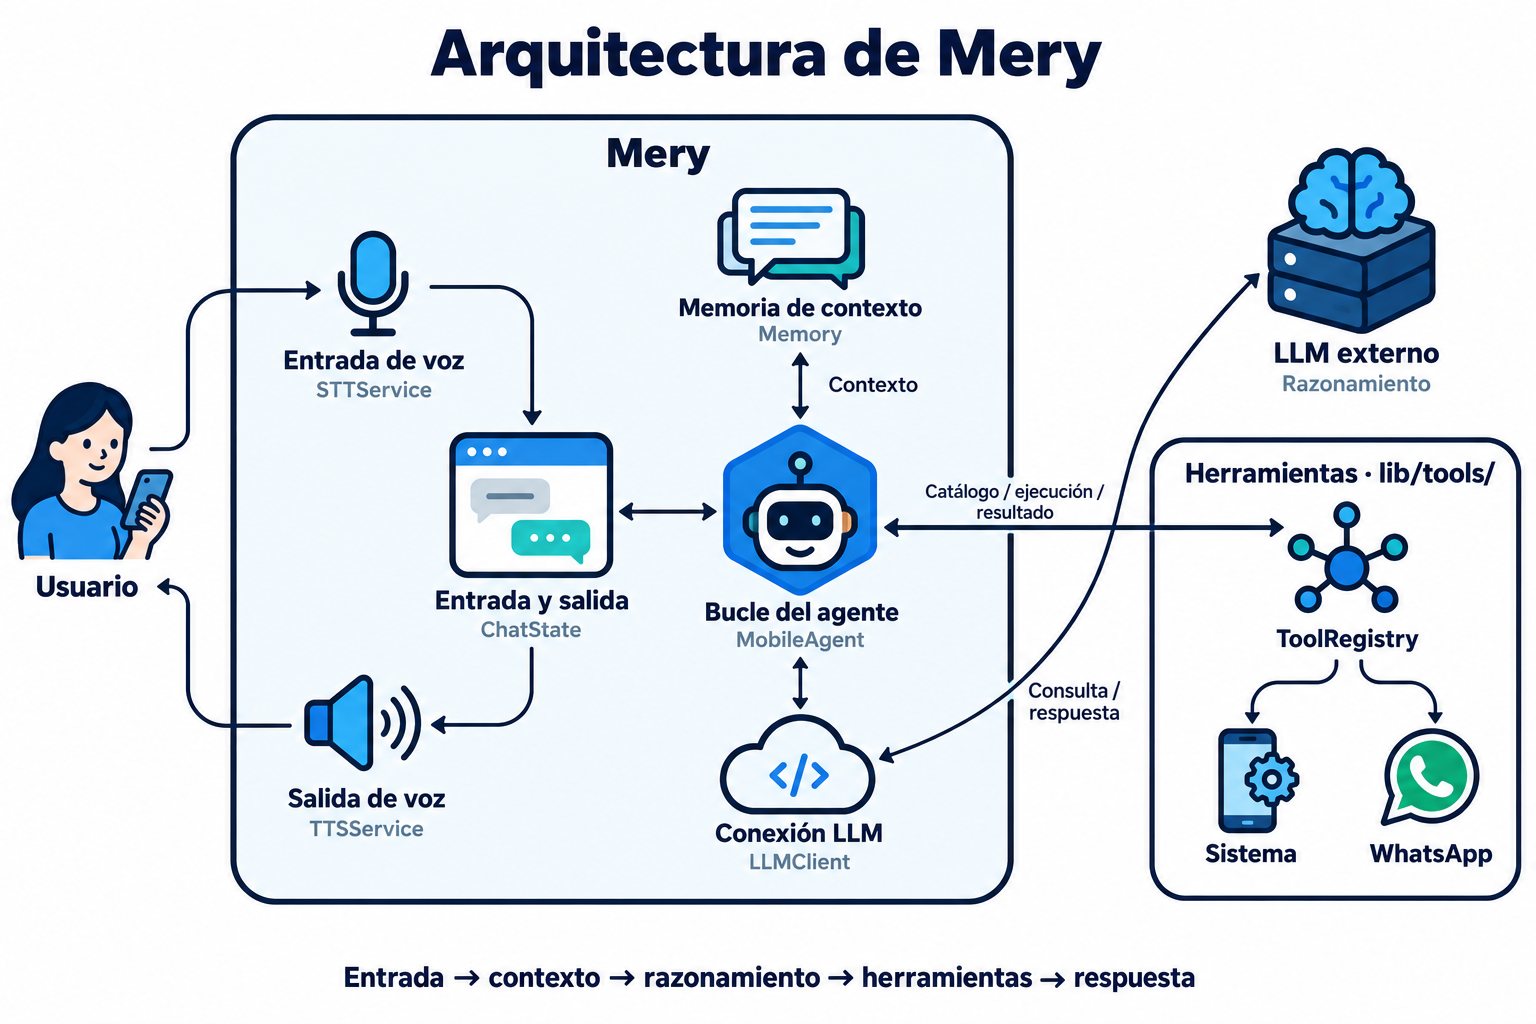 Arquitectura de Mery
Mery
Entrada de voz
STTService
Memoria de contexto
Memory
Contexto
LLM externo
Razonamiento
Usuario
Entrada y salida
ChatState
Bucle del agente
MobileAgent
Catálogo / ejecución /
resultado
Herramientas · lib/tools/
ToolRegistry
Consulta /
respuesta
Salida de voz
TTSService
</>
Conexión LLM
LLMClient
Sistema
WhatsApp
Entrada → contexto → razonamiento → herramientas → respuesta